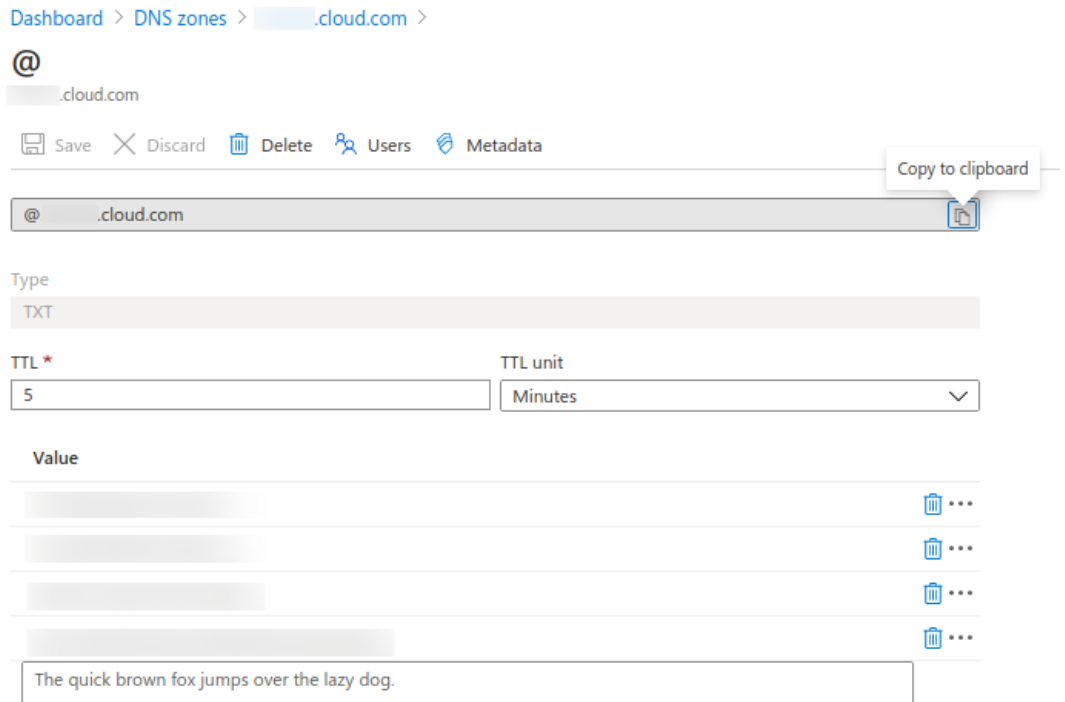 Dashboard > DNS zones > .cloud.com >
@
.cloud.com
Save Discard Delete Users Metadata
Copy to clipboard
@ .cloud.com
Type
TXT
TTL * TTL unit
5 Minutes
Value
The quick brown fox jumps over the lazy dog.